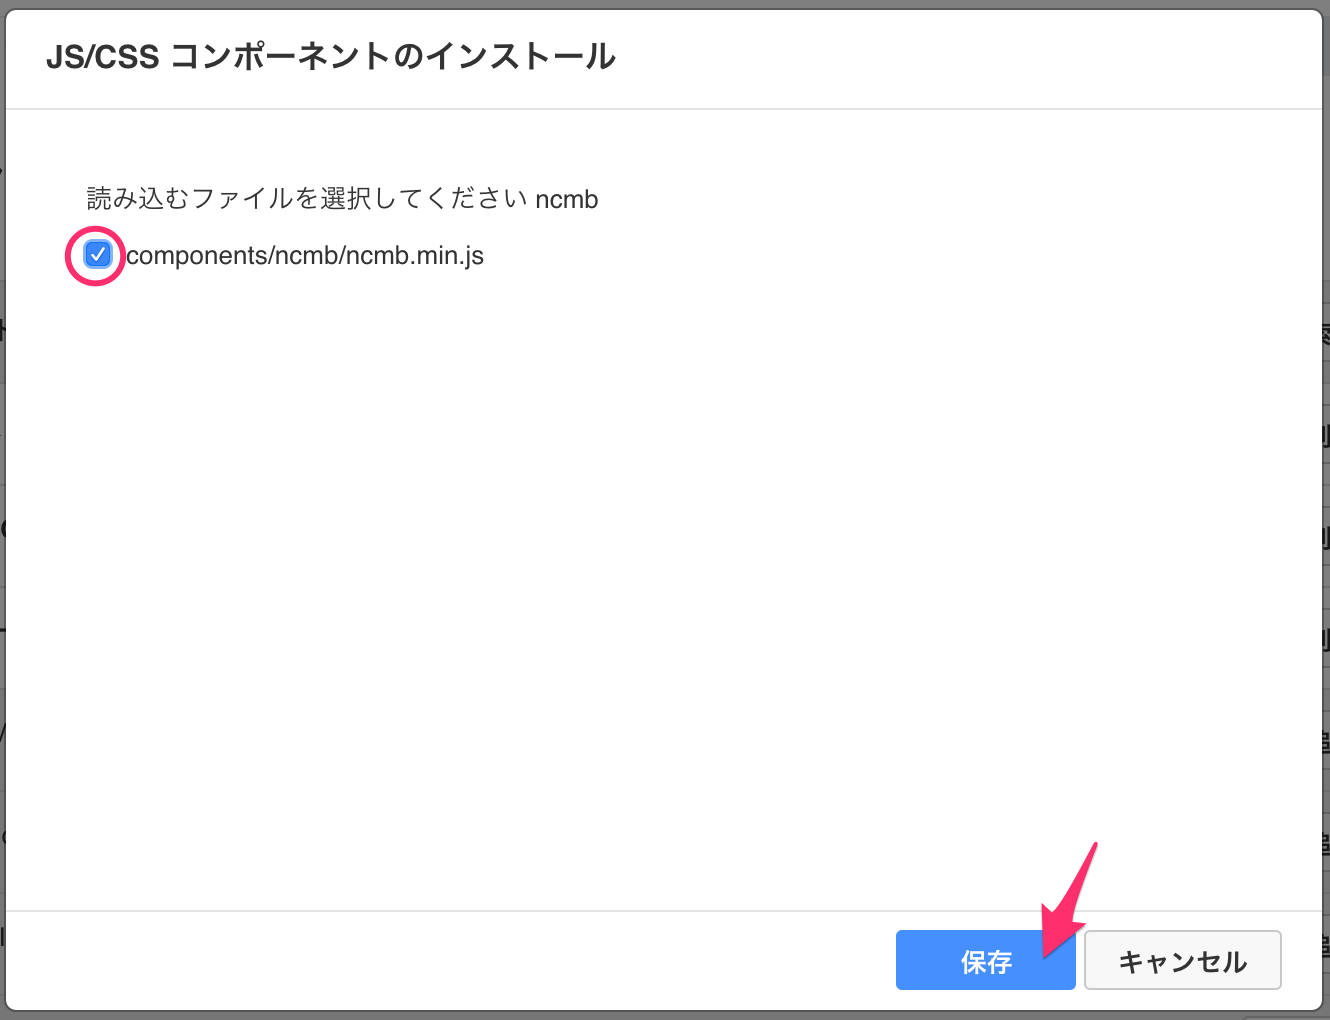 JS/CSS コンポーネントのインストール
読み込むファイルを選択してください ncmb
components/ncmb/ncmb.min.js
保存
キャンセル